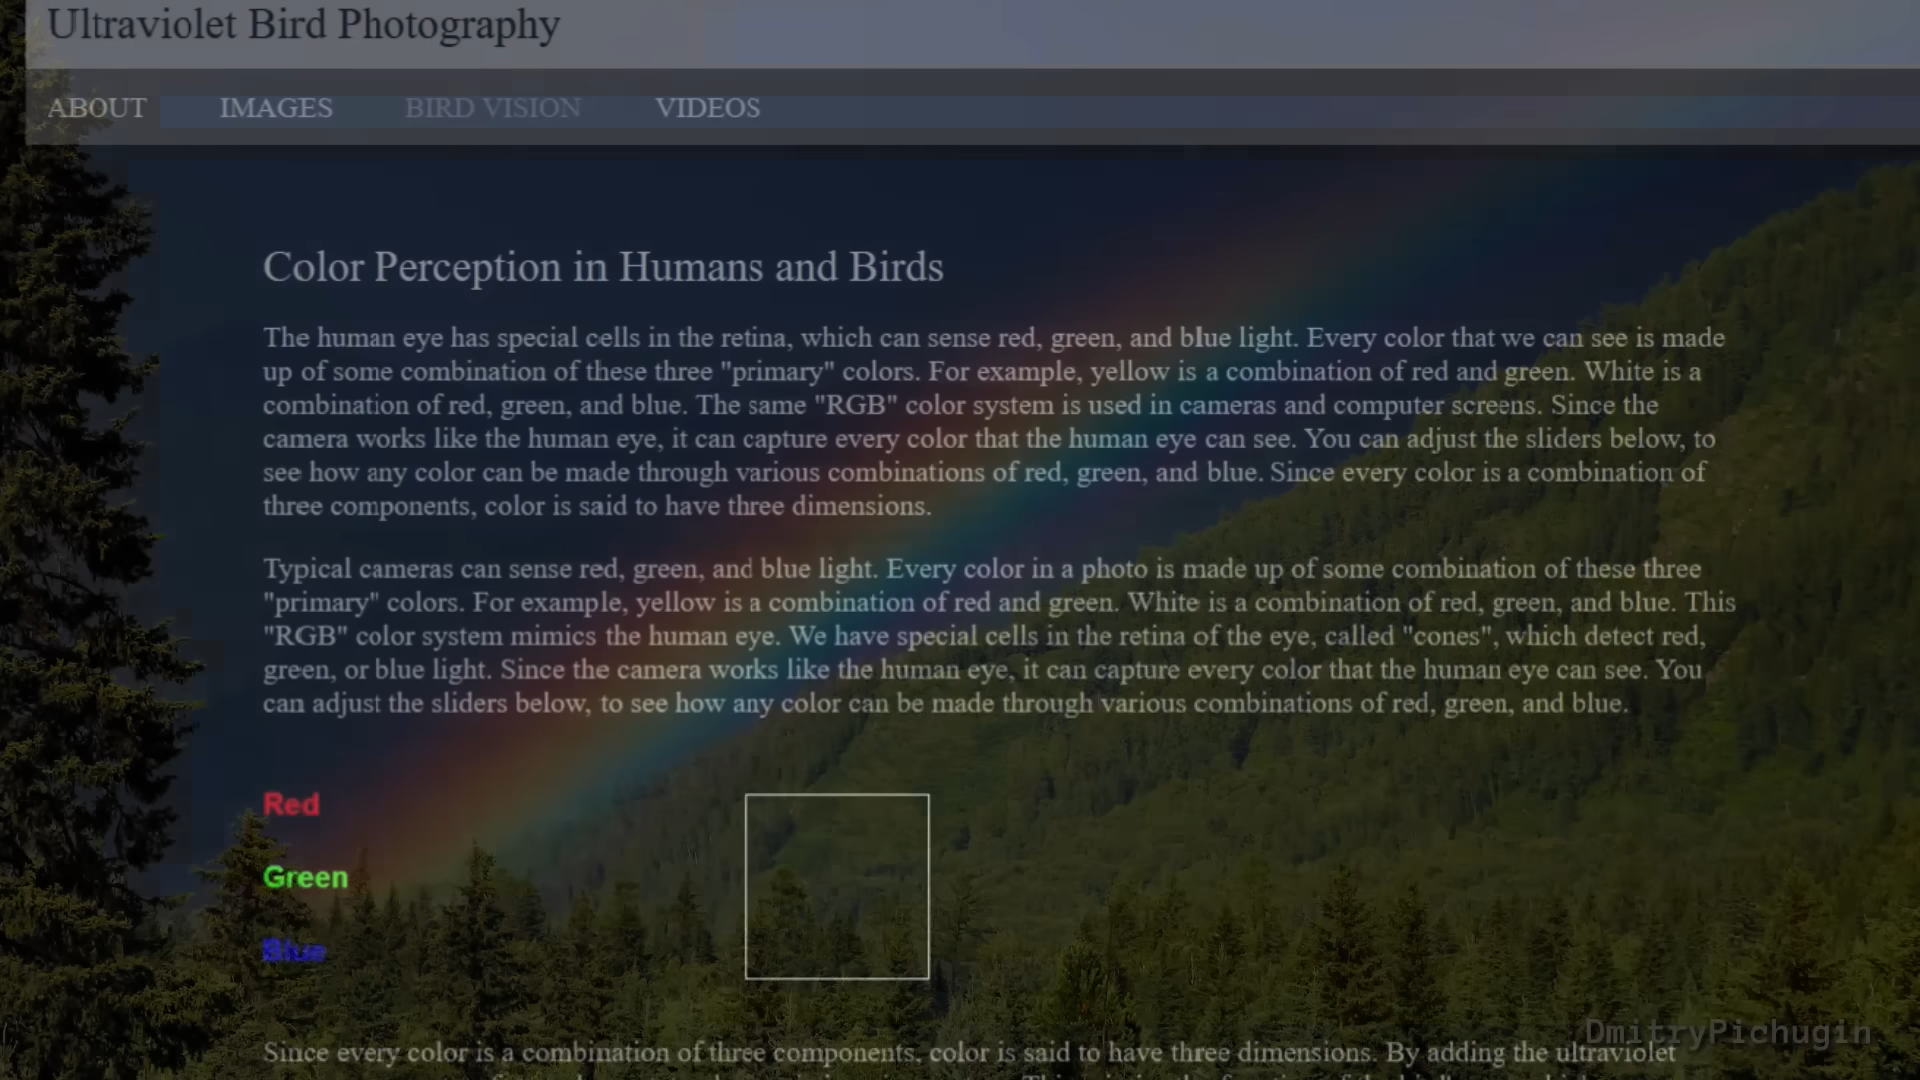 Ultraviolet Bird Photography
ABOUT IMAGES BIRD VISION VIDEOS
Color Perception in Humans and Birds
The human eye has special cells in the retina, which can sense red, green, and blue light. Every color that we can see is made
up of some combination of these three "primary" colors. For example, yellow is a combination of red and green. White is a
combination of red, green, and blue. The same "RGB" color system is used in cameras and computer screens. Since the
camera works like the human eye, it can capture every color that the human eye can see. You can adjust the sliders below, to
see how any color can be made through various combinations of red, green, and blue. Since every color is a combination of
three components, color is said to have three dimensions.
Typical cameras can sense red, green, and blue light. Every color in a photo is made up of some combination of these three
"primary" colors. For example, yellow is a combination of red and green. White is a combination of red, green, and blue. This
"RGB" color system mimics the human eye. We have special cells in the retina of the eye, called "cones", which detect red,
green, or blue light. Since the camera works like the human eye, it can capture every color that the human eye can see. You
can adjust the sliders below, to see how any color can be made through various combinations of red, green, and blue.
Red
Green
Blue
DmitryPichugin
Since every color is a combination of three components, color is said to have three dimensions. By adding the ultraviolet